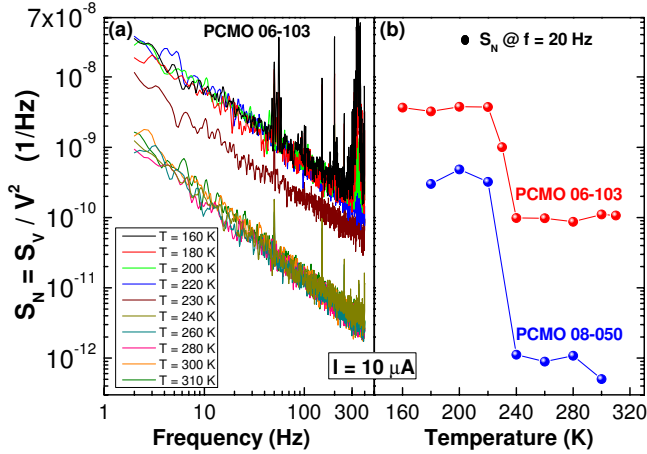 (a)
PCMO 06-103
7x10⁻⁸
10⁻⁸
10⁻⁹
10⁻¹⁰
10⁻¹¹
10⁻¹²
S_N = S_V / V² (1/Hz)
T = 160 K
T = 180 K
T = 200 K
T = 220 K
T = 230 K
T = 240 K
T = 260 K
T = 280 K
T = 300 K
T = 310 K
I = 10 μA
1 10 100 300
Frequency (Hz)
(b)
S_N @ f = 20 Hz
PCMO 06-103
PCMO 08-050
160 200 240 280 320
Temperature (K)